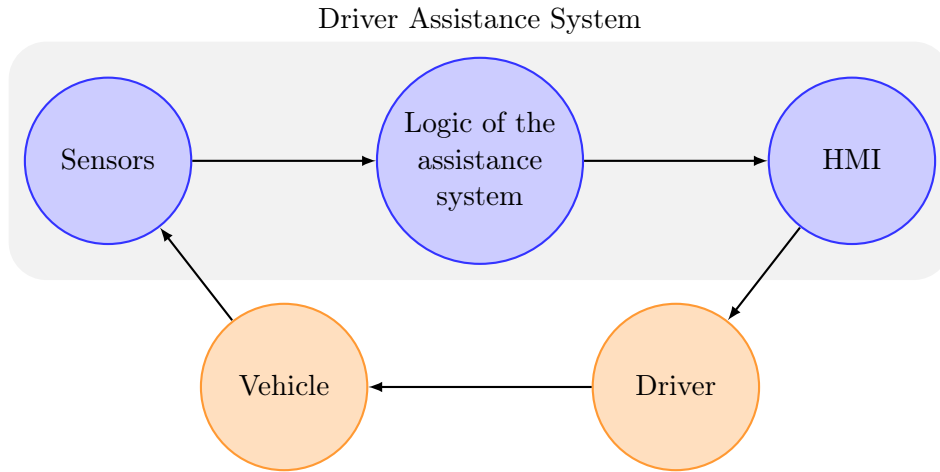 Driver Assistance System
Sensors
Logic of the
assistance
system
HMI
Vehicle
Driver